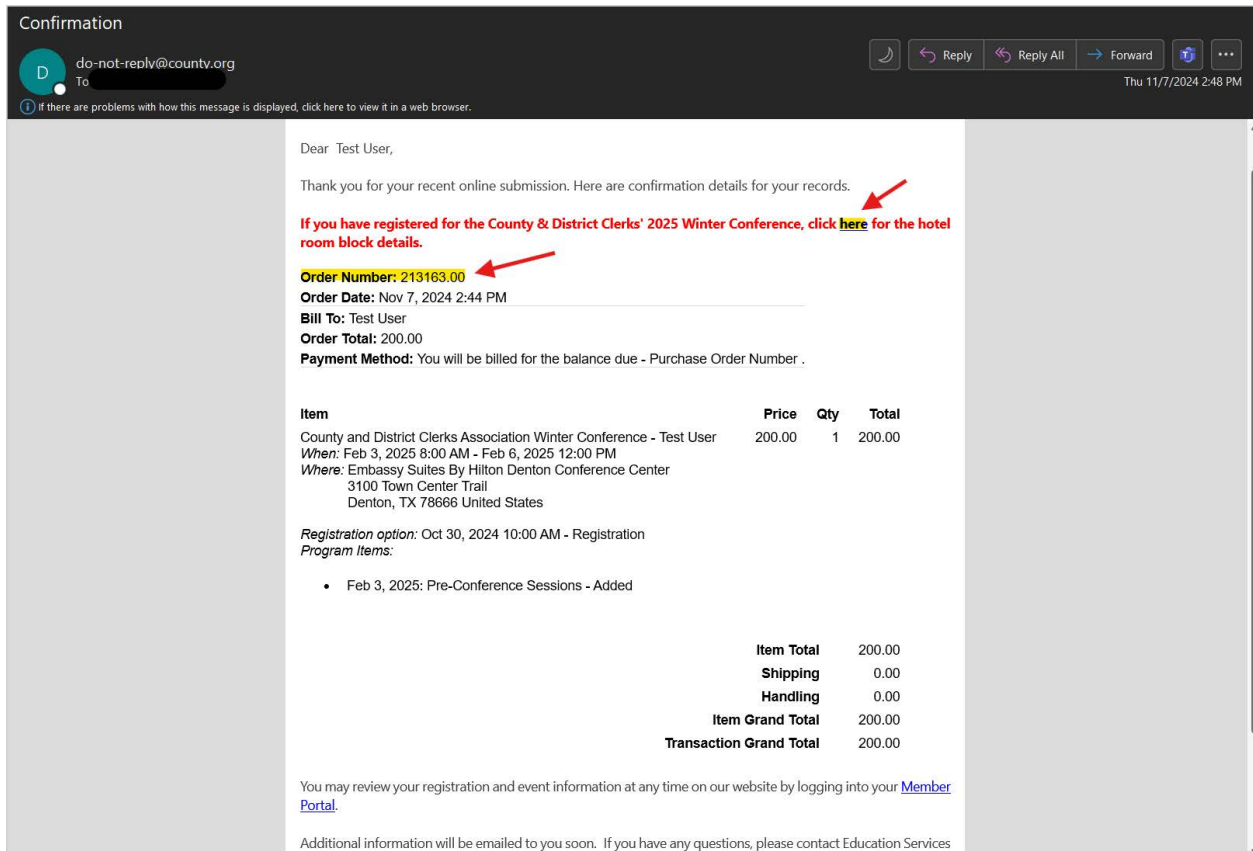 Confirmation
D
do-not-reply@county.org
To
Reply
Reply All
Forward
Thu 11/7/2024 2:48 PM
If there are problems with how this message is displayed, click here to view it in a web browser.
Dear Test User,
Thank you for your recent online submission. Here are confirmation details for your records.
If you have registered for the County & District Clerks' 2025 Winter Conference, click here for the hotel
room block details.
Order Number: 213163.00
Order Date: Nov 7, 2024 2:44 PM
Bill To: Test User
Order Total: 200.00
Payment Method: You will be billed for the balance due - Purchase Order Number .
Item Price Qty Total
County and District Clerks Association Winter Conference - Test User 200.00 1 200.00
When: Feb 3, 2025 8:00 AM - Feb 6, 2025 12:00 PM
Where: Embassy Suites By Hilton Denton Conference Center
3100 Town Center Trail
Denton, TX 78666 United States
Registration option: Oct 30, 2024 10:00 AM - Registration
Program Items:
• Feb 3, 2025: Pre-Conference Sessions - Added
Item Total 200.00
Shipping 0.00
Handling 0.00
Item Grand Total 200.00
Transaction Grand Total 200.00
You may review your registration and event information at any time on our website by logging into your Member
Portal.
Additional information will be emailed to you soon. If you have any questions, please contact Education Services